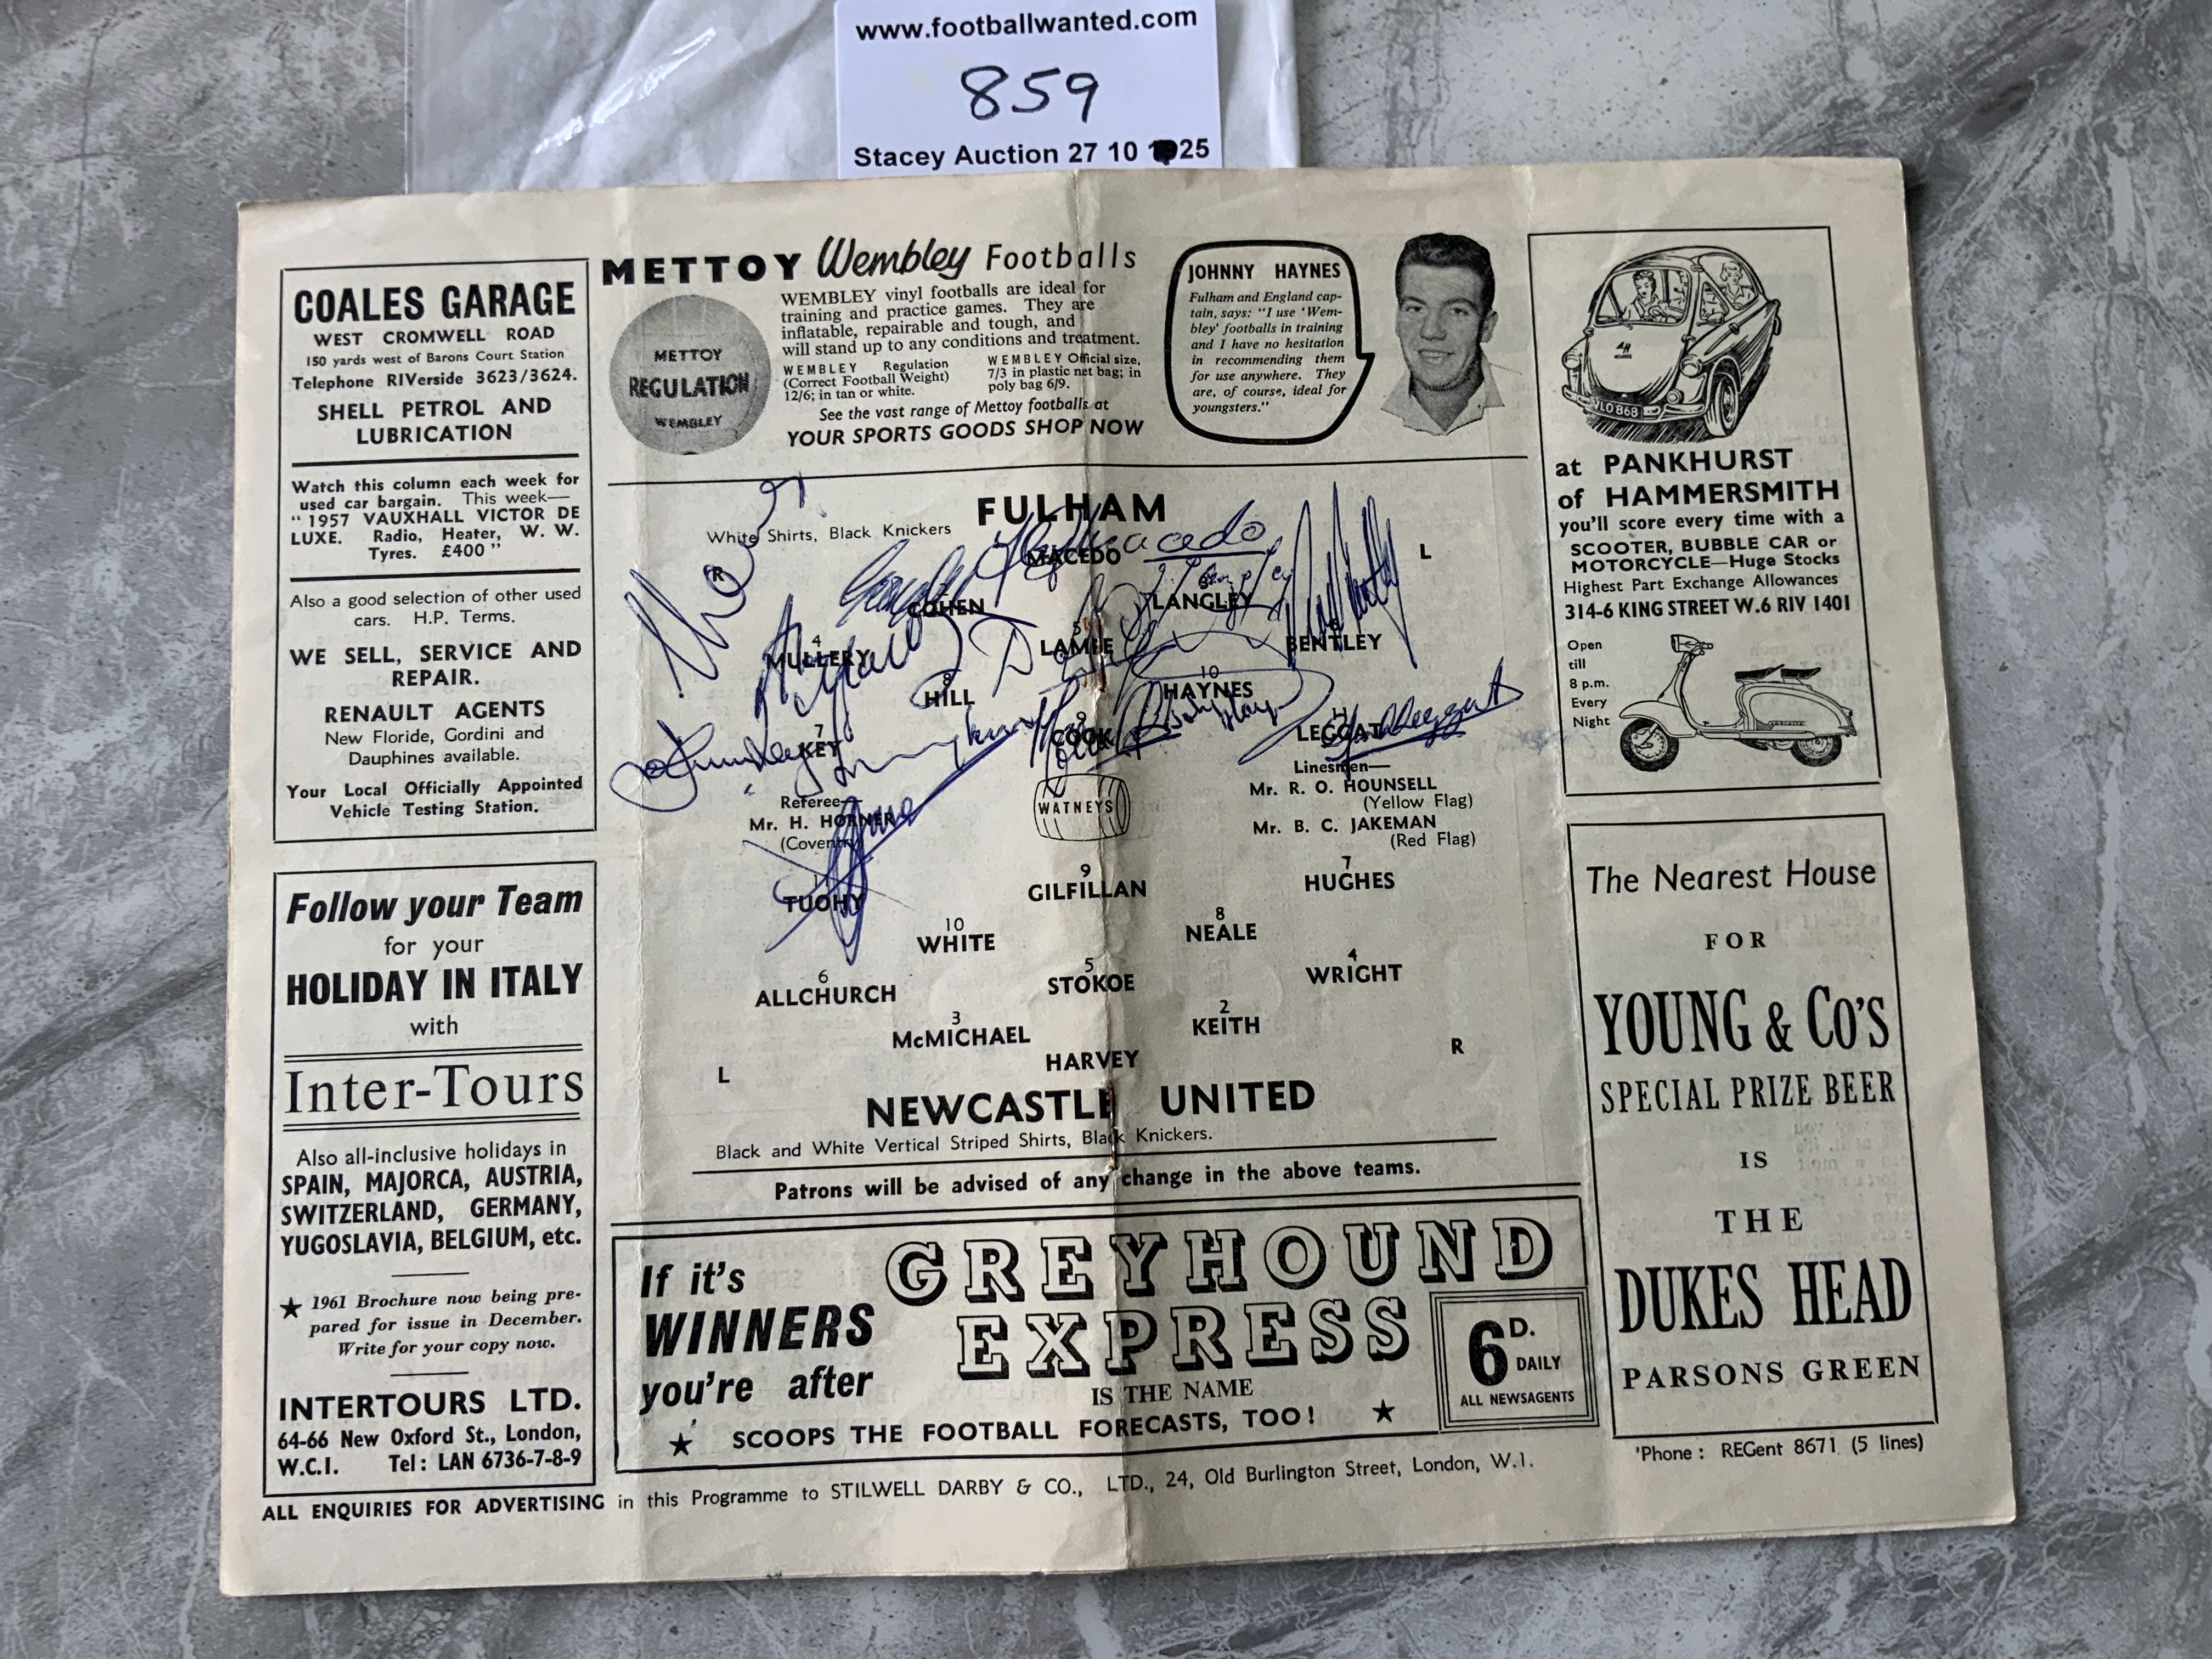 www.footballwanted.com
859
Stacey Auction 27 10 25
COALES GARAGE
WEST CROMWELL ROAD
150 yards west of Barons Court Station
Telephone RIVerside 3623/3624.
SHELL PETROL AND
LUBRICATION
Watch this column each week for
used car bargain. This week—
"1957 VAUXHALL VICTOR DE
LUXE. Radio, Heater, W. W.
Tyres. £400"
Also a good selection of other used
cars. H.P. Terms.
WE SELL, SERVICE AND
REPAIR.
RENAULT AGENTS
New Floride, Gordini and
Dauphines available.
Your Local Officially Appointed
Vehicle Testing Station.
Follow your Team
for your
HOLIDAY IN ITALY
with
Inter-Tours
Also all-inclusive holidays in
SPAIN, MAJORCA, AUSTRIA,
SWITZERLAND, GERMANY,
YUGOSLAVIA, BELGIUM, etc.
★ 1961 Brochure now being pre-
pared for issue in December.
Write for your copy now.
INTERTOURS LTD.
64-66 New Oxford St., London,
W.C.I. Tel: LAN 6736-7-8-9
METTOY Wembley Footballs
METTOY
REGULATION
WEMBLEY
WEMBLEY vinyl footballs are ideal for
training and practice games. They are
inflatable, repairable and tough, and
will stand up to any conditions and treatment.
WEMBLEY Regulation
(Correct Football Weight)
12/6; in tan or white.
WEMBLEY Official size,
7/3 in plastic net bag; in
poly bag 6/9.
See the vast range of Mettoy footballs at
YOUR SPORTS GOODS SHOP NOW
JOHNNY HAYNES
Fulham and England cap-
tain, says: "I use 'Wem-
bley' footballs in training
and I have no hesitation
in recommending them
for use anywhere. They
are, of course, ideal for
youngsters."
FULHAM
White Shirts, Black Knickers
R
MACEDO
Macedo
L
COHEN
LANGLEY
J. Langley
4
MULLERY
5
LAMBE
BENTLEY
8
HILL
10
HAYNES
7
KEY
9
COOK
11
LEGGAT
Leggat
Referee—
Mr. H. HORNER
(Coventry)
WATNEYS
Linesmen—
Mr. R. O. HOUNSELL
(Yellow Flag)
Mr. B. C. JAKEMAN
(Red Flag)
11
TUOHY
9
GILFILLAN
7
HUGHES
10
WHITE
8
NEALE
6
ALLCHURCH
5
STOKOE
4
WRIGHT
3
McMICHAEL
2
KEITH
L
HARVEY
R
NEWCASTLE UNITED
Black and White Vertical Striped Shirts, Black Knickers.
Patrons will be advised of any change in the above teams.
If it's
WINNERS
you're after
GREYHOUND
EXPRESS
IS THE NAME
★ SCOOPS THE FOOTBALL FORECASTS, TOO! ★
6D.
DAILY
ALL NEWSAGENTS
ALL ENQUIRIES FOR ADVERTISING in this Programme to STILWELL DARBY & CO., LTD., 24, Old Burlington Street, London, W.1.
'Phone: REGent 8671 (5 lines)
VLO 868
at PANKHURST
of HAMMERSMITH
you'll score every time with a
SCOOTER, BUBBLE CAR or
MOTORCYCLE—Huge Stocks
Highest Part Exchange Allowances
314-6 KING STREET W.6 RIV 1401
Open
till
8 p.m.
Every
Night
The Nearest House
FOR
YOUNG & Co'S
SPECIAL PRIZE BEER
IS
THE
DUKES HEAD
PARSONS GREEN